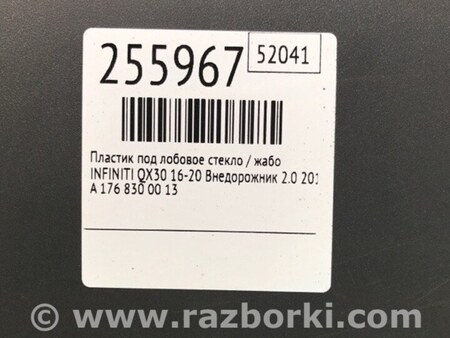 255967
52041
Пластик под лобовое стекло / жабо
INFINITI QX30 16-20 Внедорожник 2.0 201
A 176 830 00 13
© www.razborki.com